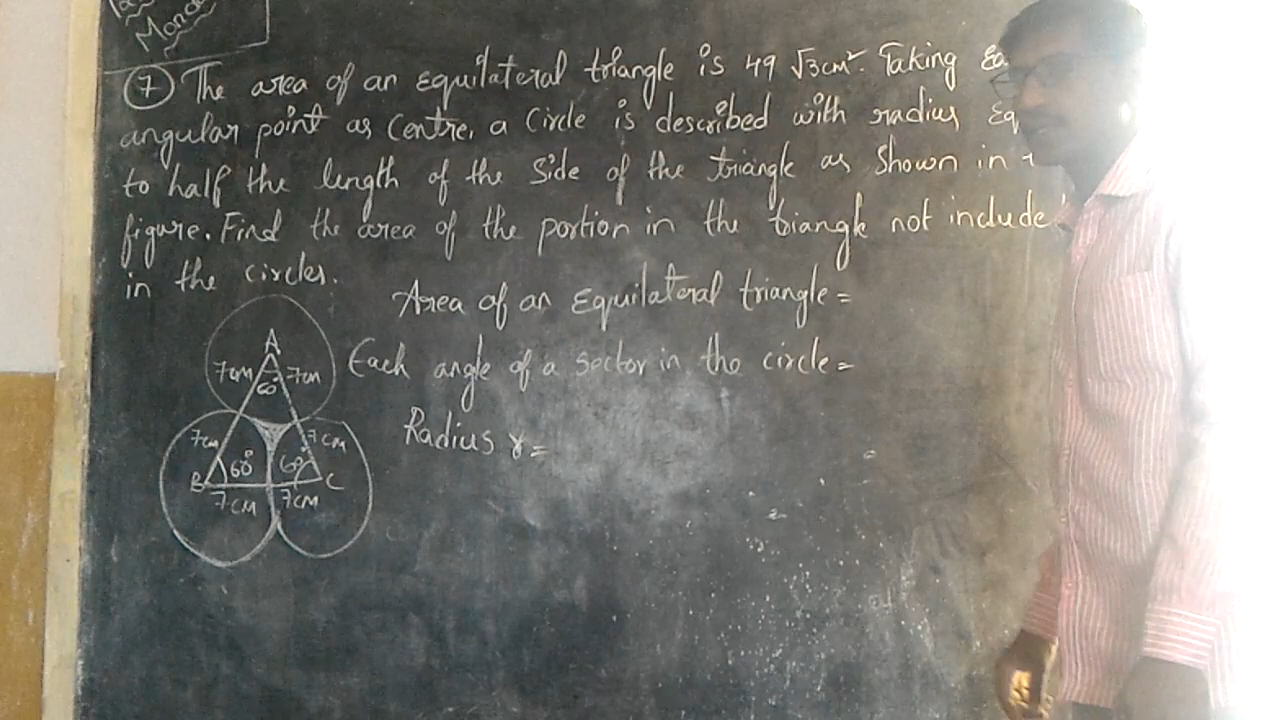 Mond
⑦ The area of an equilateral triangle is 49 √3cm². Taking Ea
angular point as Centre, a Circle is described with radius Eq
to half the length of the Side of the triangle as Shown in
figure. Find the area of the portion in the triangle not include
in the circles.
Area of an Equilateral triangle =
Each angle of a Sector in the circle =
Radius r =
A
7cm 7cm
60°
7cm 7cm
B 60° 60° C
7cm 7cm